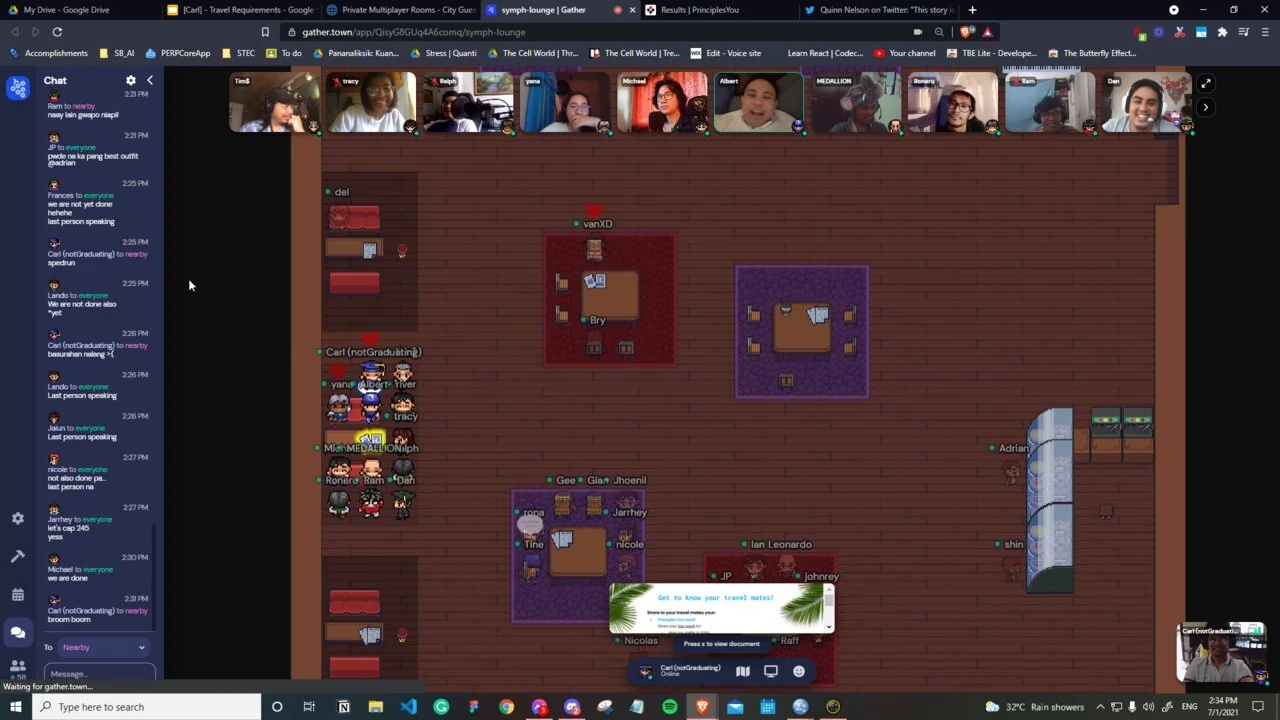 My Drive - Google Drive
[Carl] - Travel Requirements - Google
Private Multiplayer Rooms - City Gues
symph-lounge | Gather
Results | PrinciplesYou
Quinn Nelson on Twitter: "This story i
gather.town/app/QisyG8GUq4A6comq/symph-lounge
Accomplishments
SB_AI
PERPCoreApp
STEC
To do
Pananaliksik: Kuan...
Stress | Quanti
The Cell World | Thr...
The Cell World | Tre...
Edit - Voice site
Learn React | Codec...
Your channel
TBE Lite - Develope...
The Butterfly Effect...
Chat
2:21 PM
Ram to nearby
naay lain gwapo niapil
2:21 PM
JP to everyone
pwde na ka pang best outfit
@adrian
2:25 PM
Frances to everyone
we are not yet done
hehehe
last person speaking
2:25 PM
Carl (notGraduating) to nearby
spedrun
2:25 PM
Lando to everyone
We are not done also
*yet
2:26 PM
Carl (notGraduating) to nearby
basurahan nalang >:(
2:26 PM
Lando to everyone
Last person speaking
2:26 PM
Jaiun to everyone
Last person speaking
2:27 PM
nicole to everyone
not also done pa..
last person na
2:27 PM
Jarrhey to everyone
let's cap 245
yess
2:30 PM
Michael to everyone
we are done
2:31 PM
Carl (notGraduating) to nearby
broom boom
To Nearby
Message...
58
Waiting for gather.town...
Tim$
tracy
Ralph
yana
Michael
Albert
MEDALLION
Roneru
Ram
Dan
del
vanXD
Bry
Carl (notGraduating)
yana Albert river
tracy
Mic MEDALLION lph
Roneru Ram Dan
Adrian
Gee Gia Jhoenil
rona Jarrhey
Tine nicole
Ian Leonardo
shin
JP johnrey
Get to know your travel mates?
Share to your travel mates your:
Nicolas
Raff
Press x to view document
Carl (notGraduating)
Online
Carl (notGraduat
Type here to search
32°C Rain showers
2:34 PM
7/1/2021